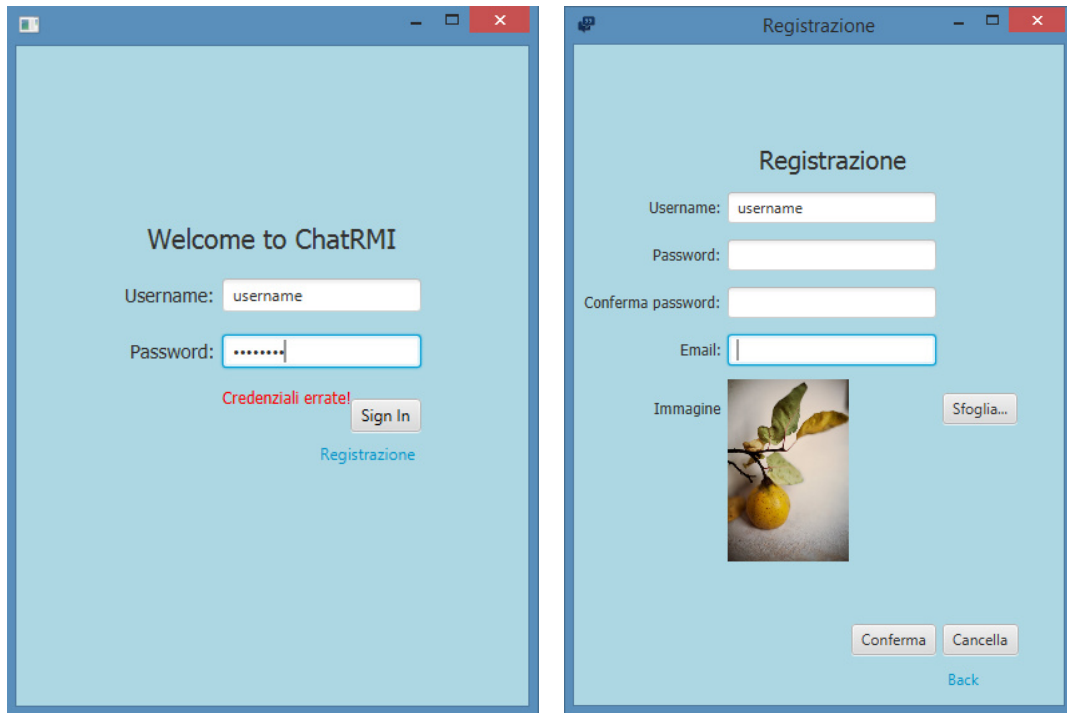 Welcome to ChatRMI
Username: username
Password: ••••••••
Credenziali errate!
Sign In
Registrazione
Registrazione
Registrazione
Username: username
Password:
Conferma password:
Email:
Immagine Sfoglia...
Conferma Cancella
Back